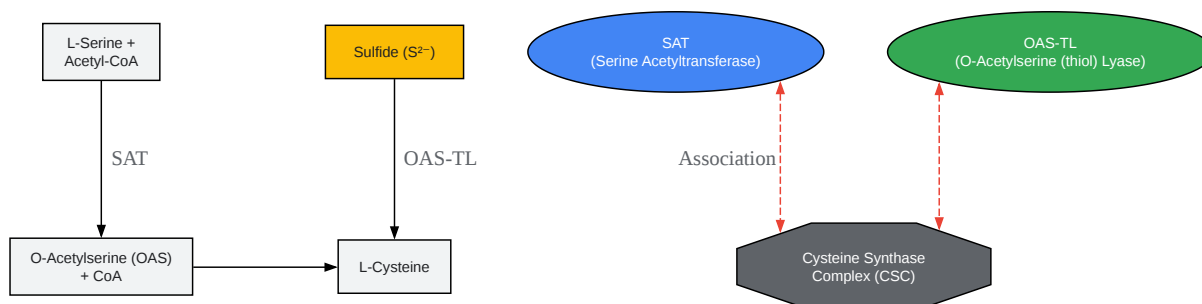 L-Serine +
Acetyl-CoA
Sulfide (S²⁻)
SAT
(Serine Acetyltransferase)
OAS-TL
(O-Acetylserine (thiol) Lyase)
SAT
OAS-TL
Association
O-Acetylserine (OAS)
+ CoA
L-Cysteine
Cysteine Synthase
Complex (CSC)